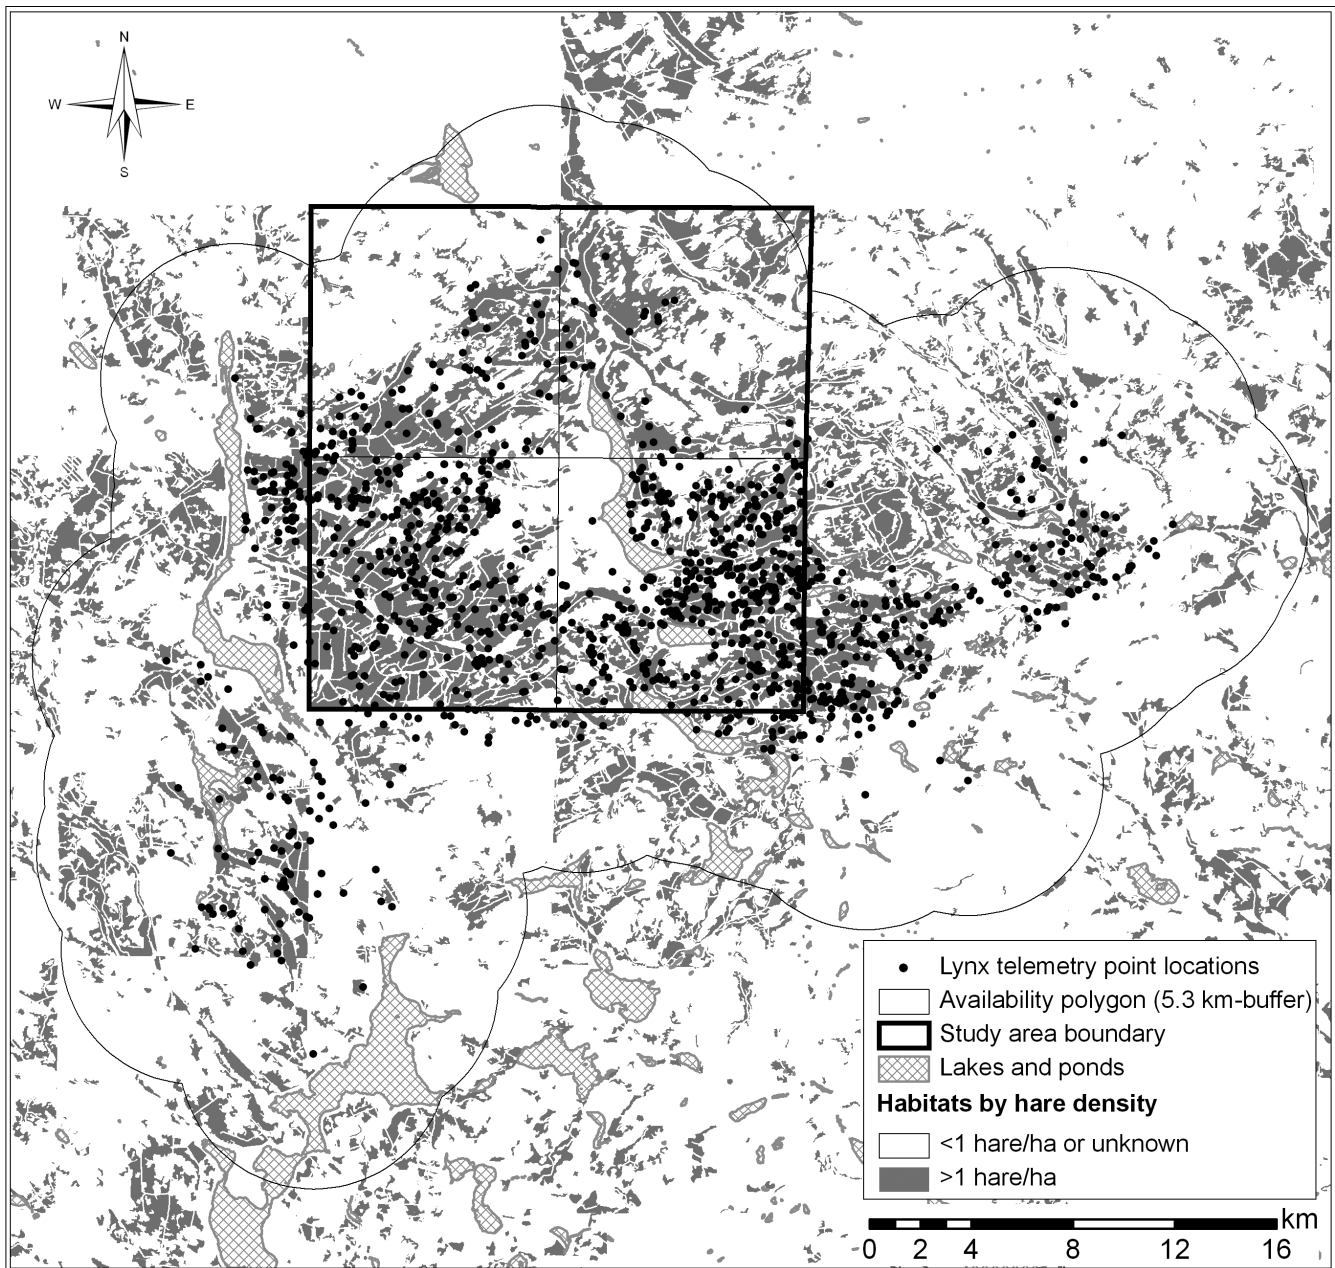 N
W E
S
Lynx telemetry point locations
Availability polygon (5.3 km-buffer)
Study area boundary
Lakes and ponds
Habitats by hare density
<1 hare/ha or unknown
>1 hare/ha
km
0 2 4 8 12 16